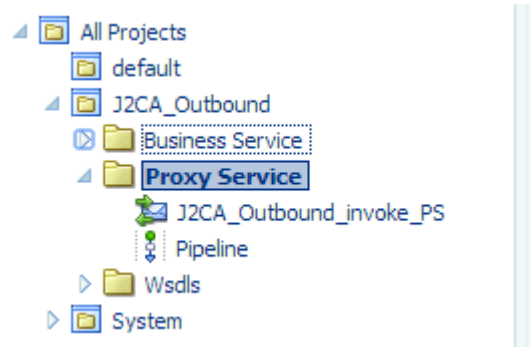 All Projects
default
J2CA_Outbound
Business Service
Proxy Service
J2CA_Outbound_invoke_PS
Pipeline
Wsdls
System